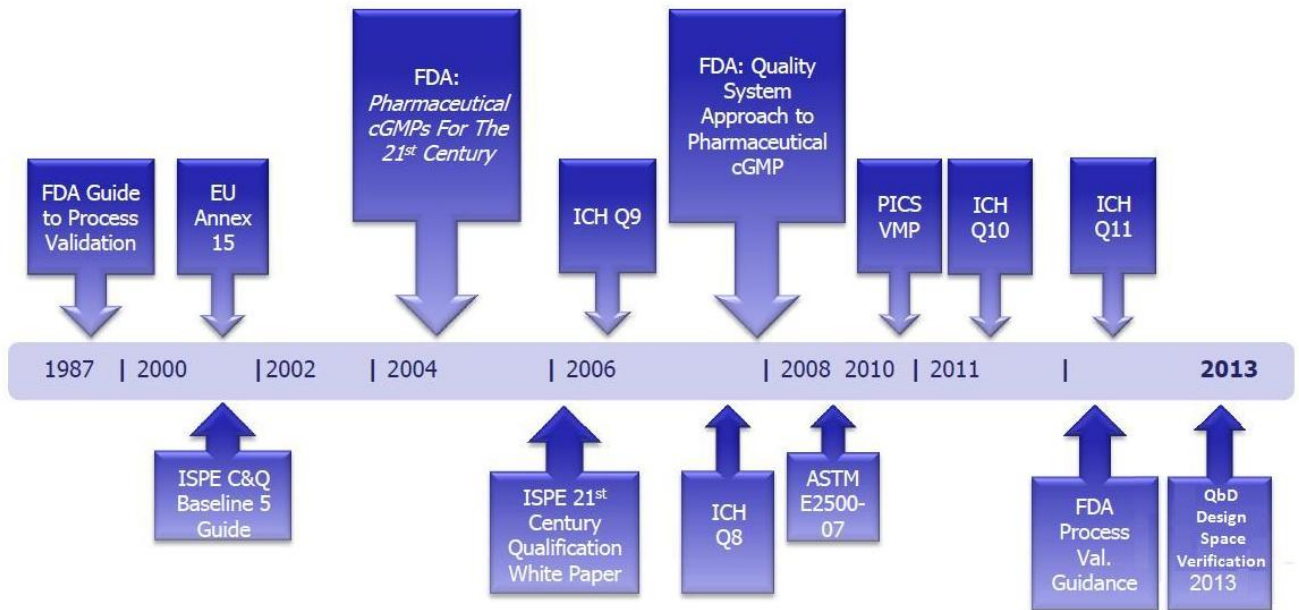 FDA Guide
to Process
Validation
EU
Annex
15
FDA:
Pharmaceutical
cGMPs For The
21st Century
ICH Q9
FDA: Quality
System
Approach to
Pharmaceutical
cGMP
PICS
VMP
ICH
Q10
ICH
Q11
1987 | 2000 | 2002 | 2004 | 2006 | 2008 2010 | 2011 | 2013
ISPE C&Q
Baseline 5
Guide
ISPE 21st
Century
Qualification
White Paper
ICH
Q8
ASTM
E2500-
07
FDA
Process
Val.
Guidance
QbD
Design
Space
Verification
2013